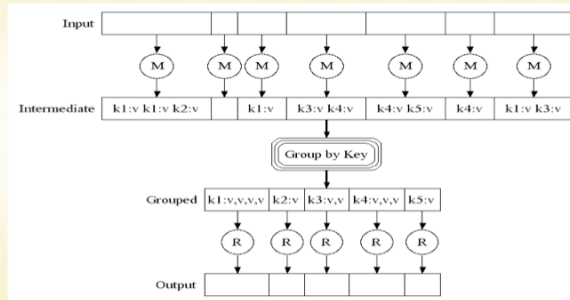 Input
M M M M M M M
Intermediate k1:v k1:v k2:v k1:v k3:v k4:v k4:v k5:v k4:v k1:v k3:v
Group by Key
Grouped k1:v,v,v,v k2:v k3:v,v k4:v,v,v k5:v
R R R R R
Output